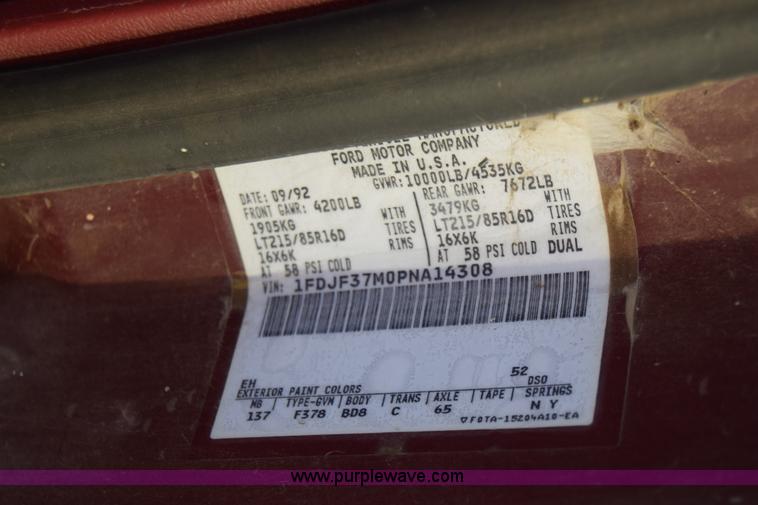 MANUFACTURED
FORD MOTOR COMPANY
MADE IN U.S.A.
DATE: 09/92 GVWR: 10000LB/4535KG
FRONT GAWR: 4200LB REAR GAWR: 7672LB
1905KG WITH 3479KG WITH
LT215/85R16D TIRES LT215/85R16D TIRES
16X6K RIMS 16X6K RIMS
AT 58 PSI COLD AT 58 PSI COLD DUAL
VIN: 1FDJF37M0PNA14308
EH 52
EXTERIOR PAINT COLORS DSO
WB TYPE-GVW BODY TRANS AXLE TAPE SPRINGS
137 F378 BD8 C 65 N Y
F0TA-15204A10-EA
www.purplewave.com